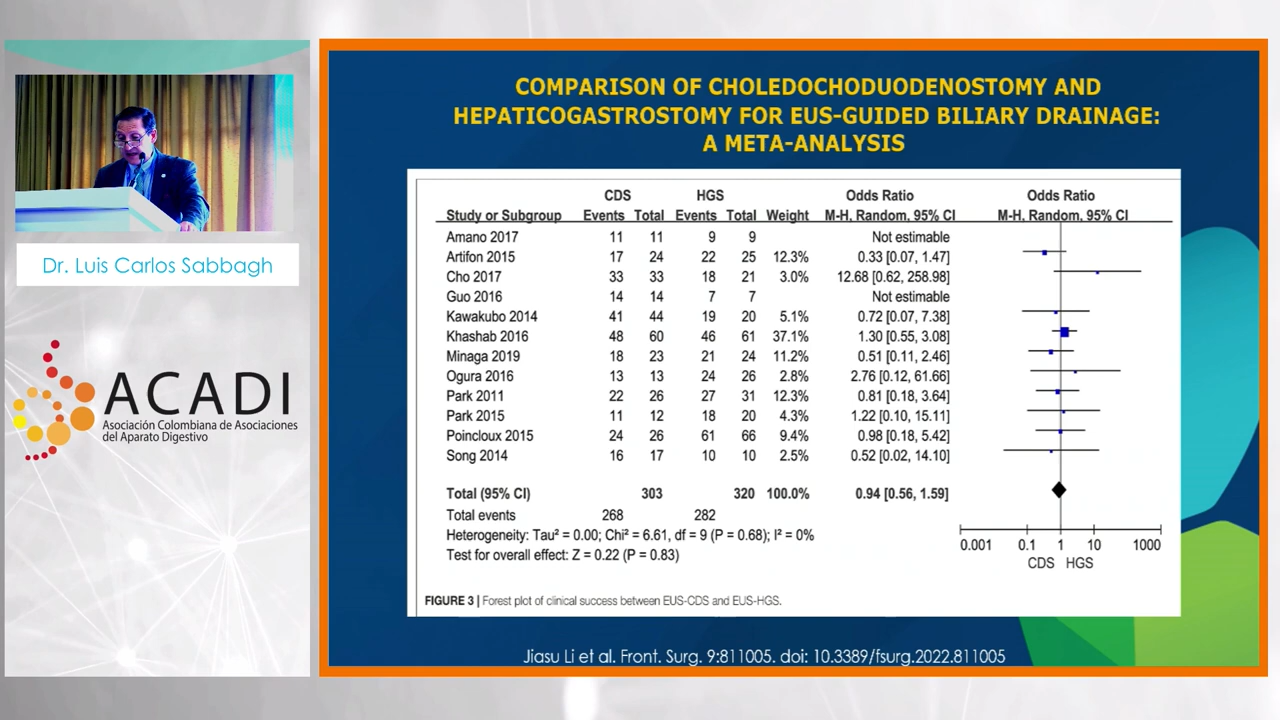 Dr. Luis Carlos Sabbagh
ACADI
Asociación Colombiana de Asociaciones
del Aparato Digestivo
COMPARISON OF CHOLEDOCHODUODENOSTOMY AND
HEPATICOGASTROSTOMY FOR EUS-GUIDED BILIARY DRAINAGE:
A META-ANALYSIS
CDS HGS Odds Ratio Odds Ratio
Study or Subgroup Events Total Events Total Weight M-H, Random, 95% CI M-H, Random, 95% CI
Amano 2017 11 11 9 9 Not estimable
Artifon 2015 17 24 22 25 12.3% 0.33 [0.07, 1.47]
Cho 2017 33 33 18 21 3.0% 12.68 [0.62, 258.98]
Guo 2016 14 14 7 7 Not estimable
Kawakubo 2014 41 44 19 20 5.1% 0.72 [0.07, 7.38]
Khashab 2016 48 60 46 61 37.1% 1.30 [0.55, 3.08]
Minaga 2019 18 23 21 24 11.2% 0.51 [0.11, 2.46]
Ogura 2016 13 13 24 26 2.8% 2.76 [0.12, 61.66]
Park 2011 22 26 27 31 12.3% 0.81 [0.18, 3.64]
Park 2015 11 12 18 20 4.3% 1.22 [0.10, 15.11]
Poincloux 2015 24 26 61 66 9.4% 0.98 [0.18, 5.42]
Song 2014 16 17 10 10 2.5% 0.52 [0.02, 14.10]
Total (95% CI) 303 320 100.0% 0.94 [0.56, 1.59]
Total events 268 282
Heterogeneity: Tau² = 0.00; Chi² = 6.61, df = 9 (P = 0.68); I² = 0%
Test for overall effect: Z = 0.22 (P = 0.83)
0.001 0.1 1 10 1000
CDS HGS
FIGURE 3 | Forest plot of clinical success between EUS-CDS and EUS-HGS.
Jiasu Li et al. Front. Surg. 9:811005. doi: 10.3389/fsurg.2022.811005